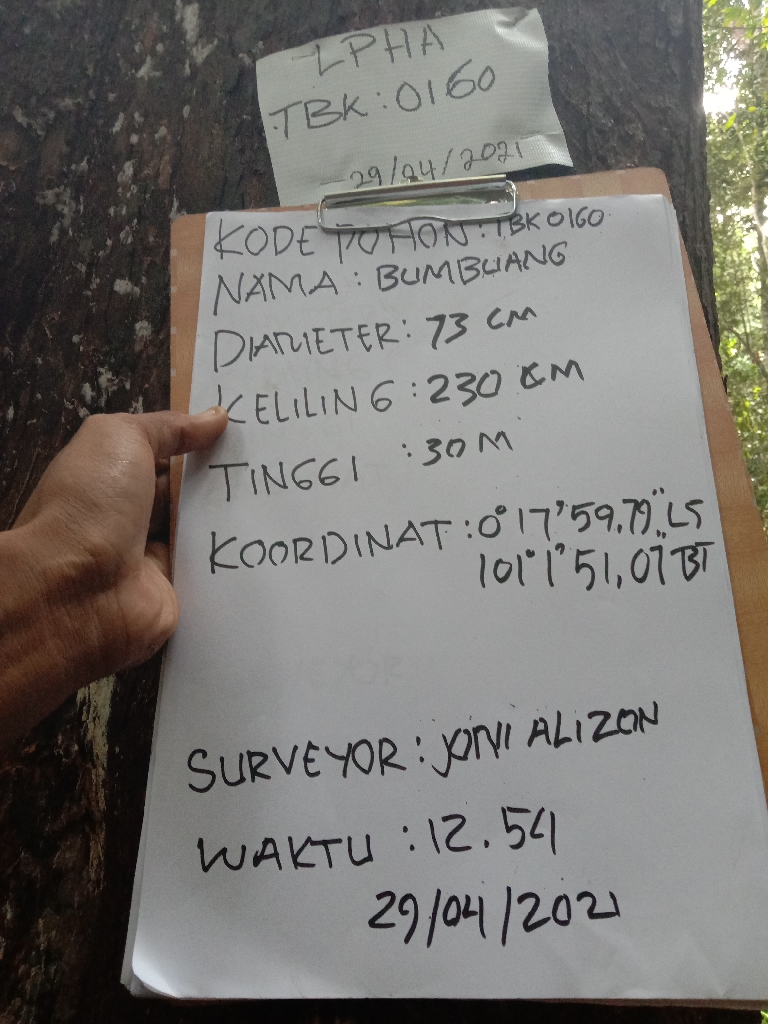 LPHA
TBK : 0160
29/04/2021
KODE POHON : TBK 0160
NAMA : BUMBUANG
DIAMETER : 73 CM
KELILING : 230 CM
TINGGI : 30 M
KOORDINAT : 0° 17' 59,79" LS
101° 1' 51,07" BT
SURVEYOR : JONI ALIZON
WAKTU : 12.54
29/04/2021